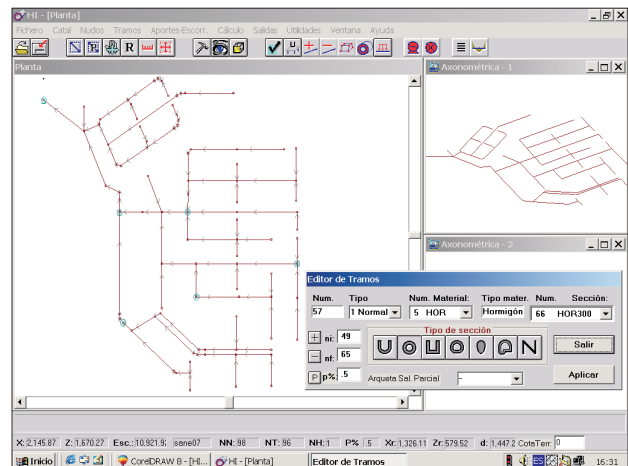 HI - [Planta]
Fichero Catal Nudos Tramos Aportes-Escorr. Cálculo Salidas Utilidades Ventana Ayuda
N R R
Planta
Axonométrica - 1
Axonométrica - 2
Editor de Tramos
Num. Tipo Num. Material: Tipo mater. Num. Sección:
57 1 Normal 5 HOR Hormigón 66 HOR300
Tipo de sección
+ ni: 49
- nf: 65
P p%: .5
Salir
Arqueta Sal. Parcial -
Aplicar
X: 2,145.87 Z: 1,670.27 Esc.: 10,921.9; sane07 NN: 98 NT: 96 NH: 1 P% .5 Xr: 1,326.11 Zr: 579.52 d: 1,447.2 CotaTerr: 0
Inicio CorelDRAW 8 - [HI... HI - [Planta] Editor de Tramos ES 16:31